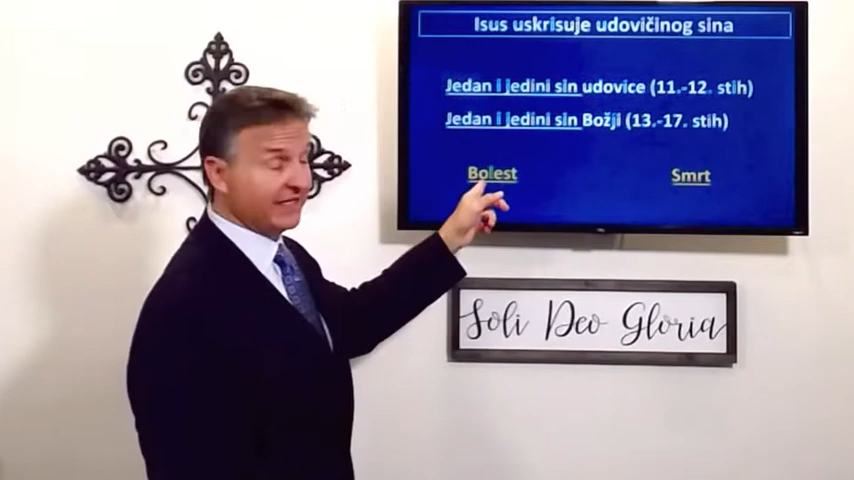 Isus uskrisuje udovičinog sina
Jedan i jedini sin udovice (11.-12. stih)
Jedan i jedini sin Božji (13.-17. stih)
Bolest Smrt
Soli Deo Gloria